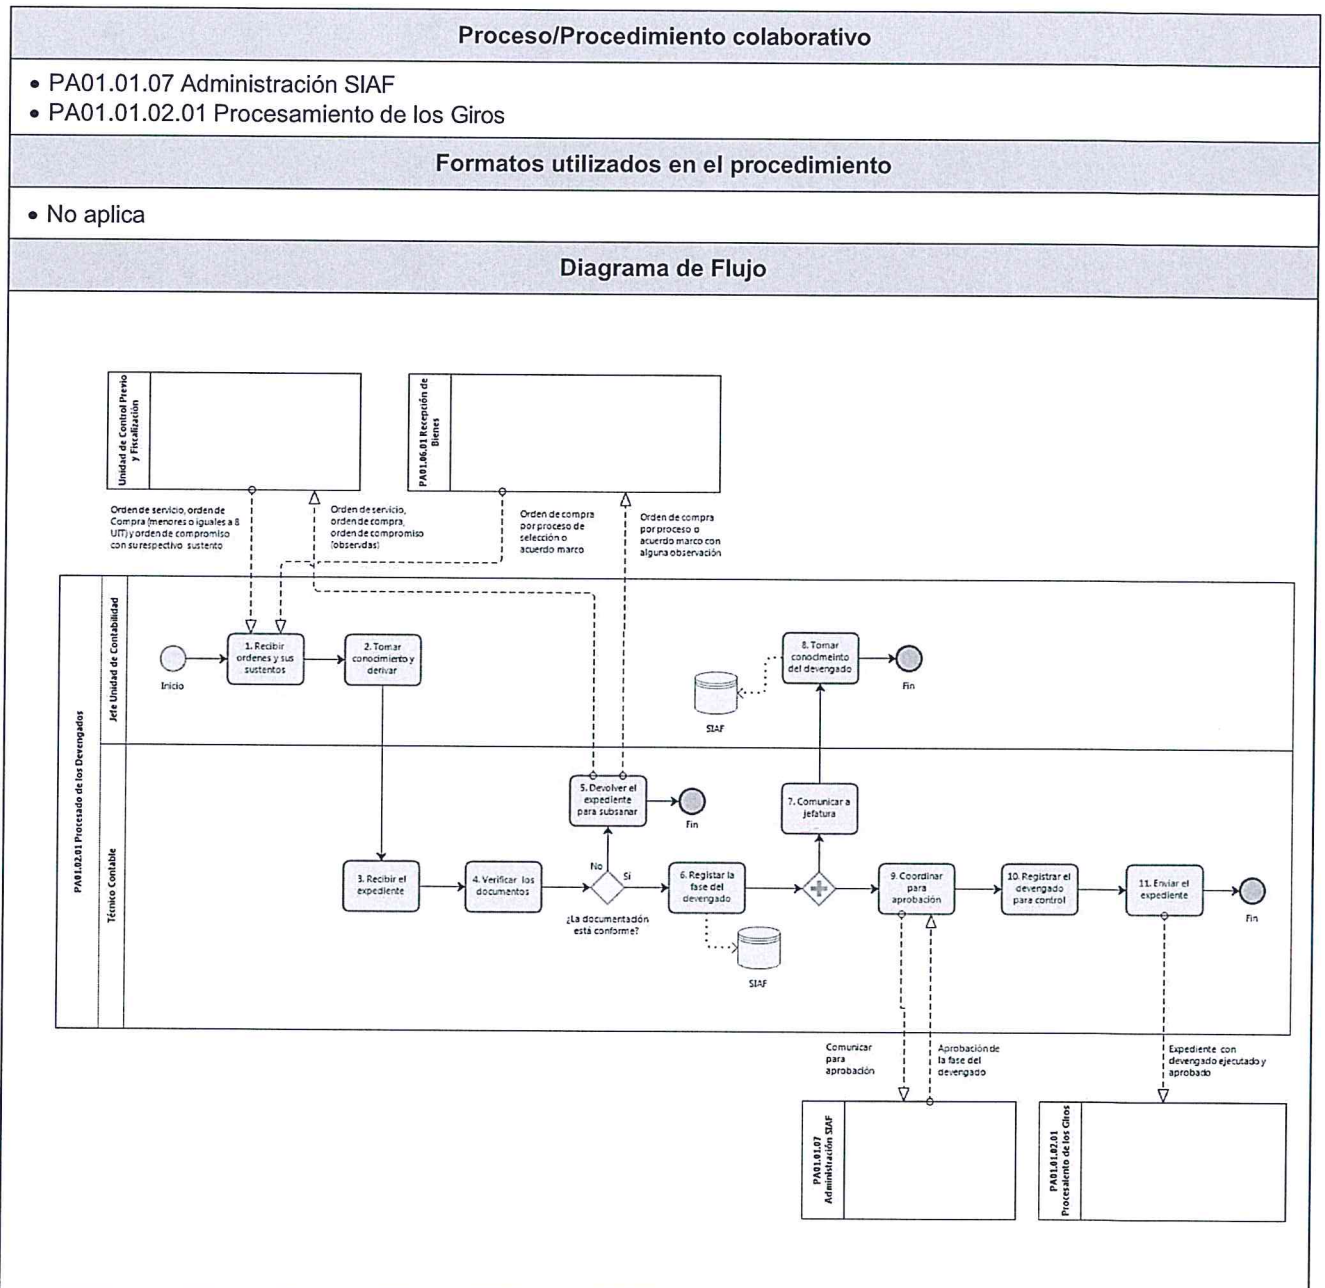 Proceso/Procedimiento colaborativo
• PA01.01.07 Administración SIAF
• PA01.01.02.01 Procesamiento de los Giros
Formatos utilizados en el procedimiento
• No aplica
Diagrama de Flujo
Unidad de Control Previo
y Fiscalización
PA01.06.01 Recepción de
Bienes
Orden de servicio, orden de
Compra (menores o iguales a 8
UIT) y orden de compromiso
con su respectivo sustento
Orden de servicio,
orden de compra,
orden de compromiso
(observdas)
Orden de compra
por proceso de
selección o
acuerdo marco
Orden de compra
por proceso o
acuerdo marco con
alguna observación
PA01.02.01 Procesado de los Devengados
Jefe Unidad de Contabilidad
Inicio
1. Recibir
ordenes y sus
sustentos
2. Tomar
conocimiento y
derivar
SIAF
8. Tomar
conocimeinto
del devengado
Fin
Técnico Contable
3. Recibir el
expediente
4. Verificar los
documentos
¿La documentación
está conforme?
No
Si
5. Devolver el
expediente
para subsanar
Fin
6. Registar la
fase del
devengado
SIAF
7. Comunicar a
jefatura
9. Coordinar
para
aprobación
10. Registrar el
devengado
para control
11. Enviar el
expediente
Fin
Comunicar
para
aprobación
Aprobación de
la fase del
devengado
Expediente con
devengado ejecutado y
aprobado
PA01.01.07
Administración SIAF
PA01.01.02.01
Procesaiento de los Giros